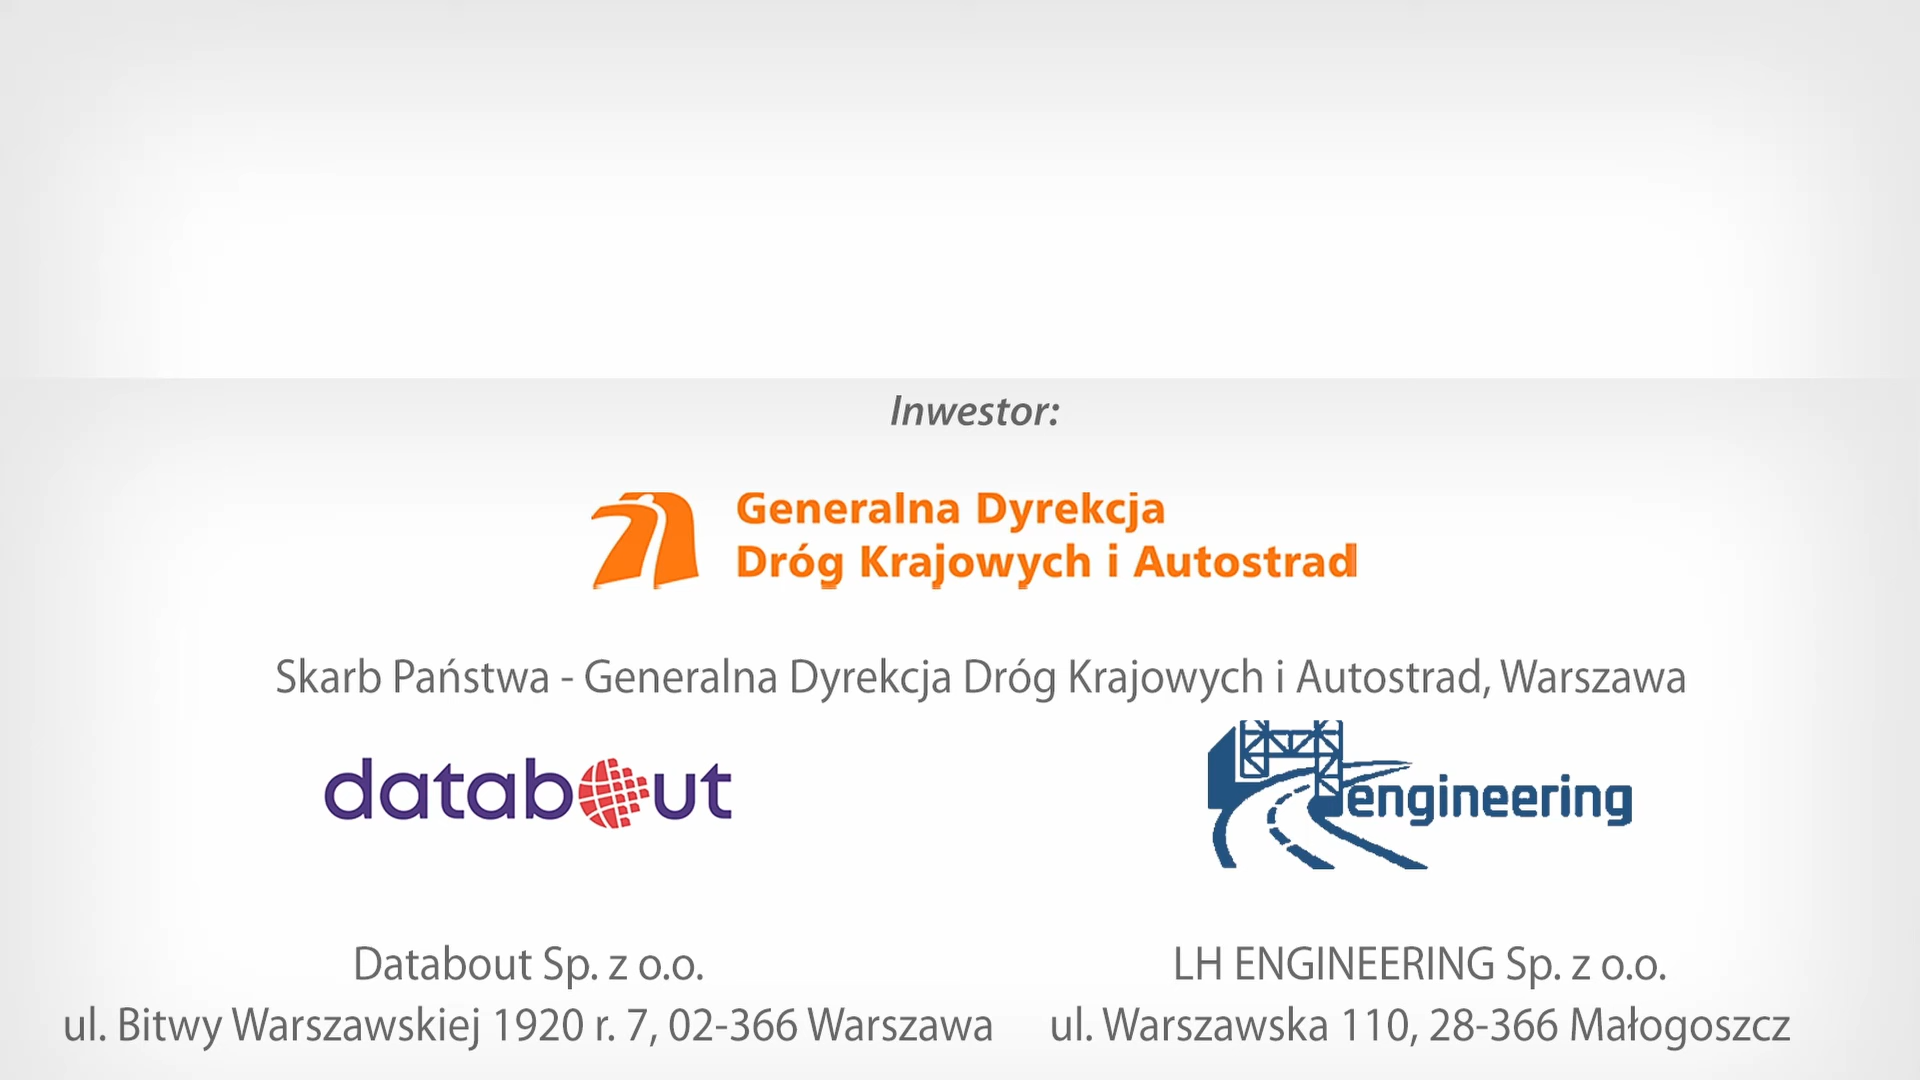 Inwestor:
Generalna Dyrekcja
Dróg Krajowych i Autostrad
Skarb Państwa - Generalna Dyrekcja Dróg Krajowych i Autostrad, Warszawa
databout
engineering
Databout Sp. z o.o.
ul. Bitwy Warszawskiej 1920 r. 7, 02-366 Warszawa
LH ENGINEERING Sp. z o.o.
ul. Warszawska 110, 28-366 Małogoszcz